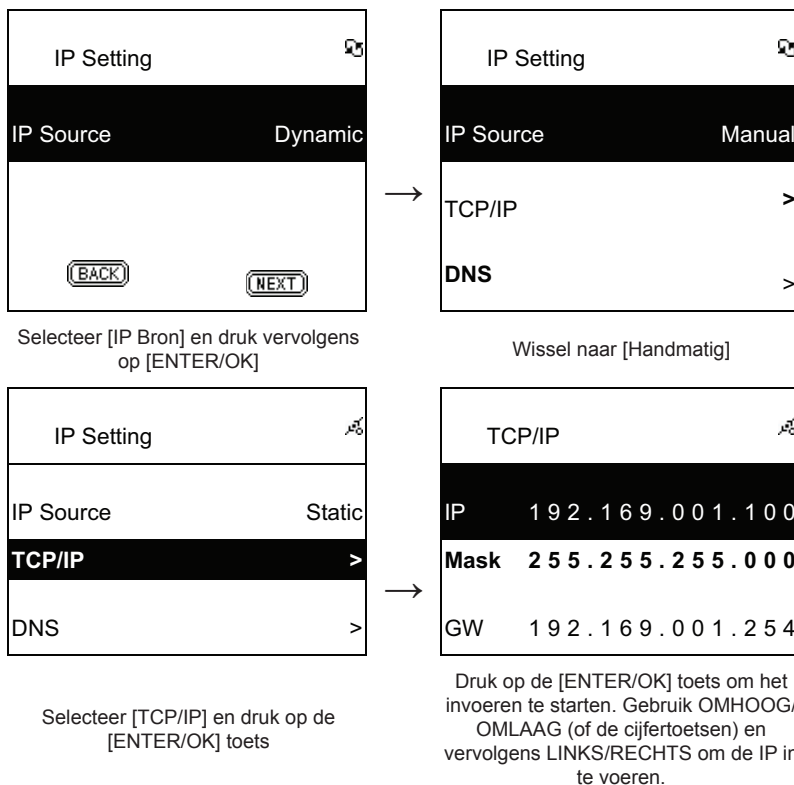 IP Setting
IP Source Dynamic
BACK NEXT
Selecteer [IP Bron] en druk vervolgens
op [ENTER/OK]
→
IP Setting
IP Source Manual
TCP/IP >
DNS >
Wissel naar [Handmatig]
IP Setting
IP Source Static
TCP/IP >
DNS >
Selecteer [TCP/IP] en druk op de
[ENTER/OK] toets
→
TCP/IP
IP 192.169.001.100
Mask 255.255.255.000
GW 192.169.001.254
Druk op de [ENTER/OK] toets om het
invoeren te starten. Gebruik OMHOOG/
OMLAAG (of de cijfertoetsen) en
vervolgens LINKS/RECHTS om de IP in
te voeren.